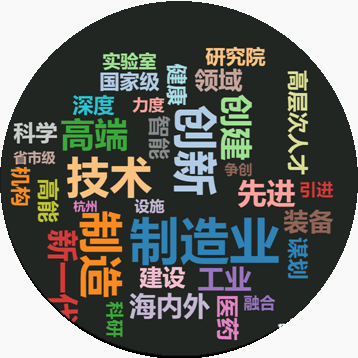 实验室
研究院
国家级
健康
领域
高层次人才
深度
力度
创建
科学
高端
智能
创新
争创
省市级
机构
高能
技术
先进
引进
杭州
设施
装备
制造
制造业
谋划
新一代
建设
工业
科研
海内外
医药
融合